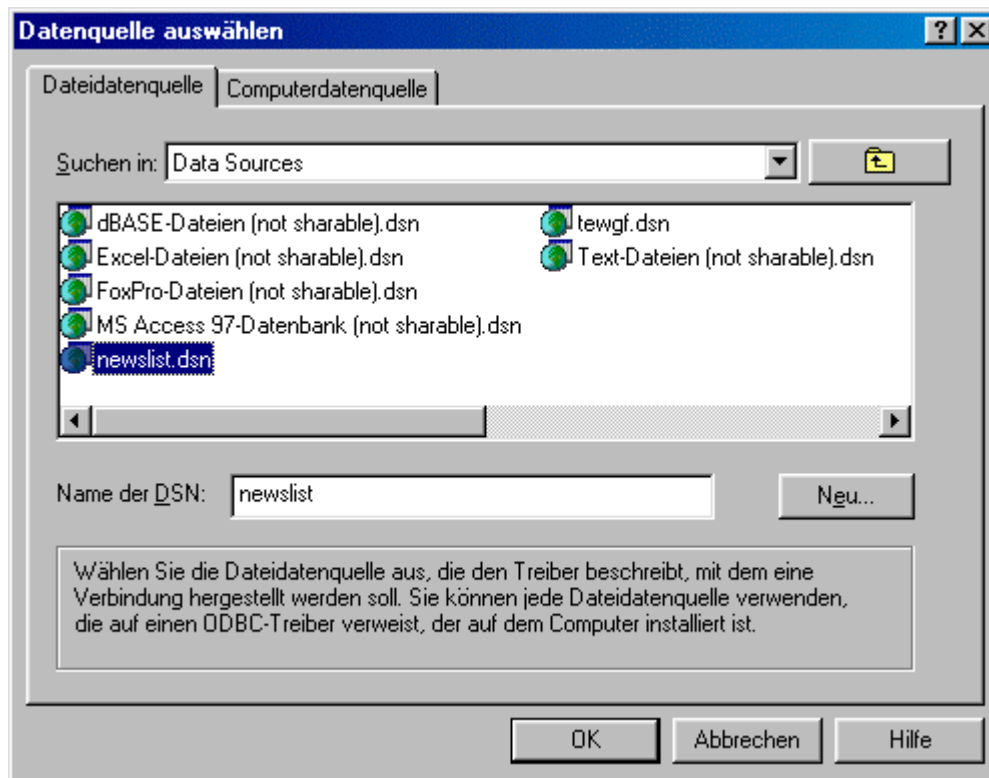 Datenquelle auswählen
Dateidatenquelle Computerdatenquelle
Suchen in: Data Sources
dBASE-Dateien (not sharable).dsn
Excel-Dateien (not sharable).dsn
FoxPro-Dateien (not sharable).dsn
MS Access 97-Datenbank (not sharable).dsn
newslist.dsn
tewgf.dsn
Text-Dateien (not sharable).dsn
Name der DSN: newslist Neu...
Wählen Sie die Dateidatenquelle aus, die den Treiber beschreibt, mit dem eine
Verbindung hergestellt werden soll. Sie können jede Dateidatenquelle verwenden,
die auf einen ODBC-Treiber verweist, der auf dem Computer installiert ist.
OK Abbrechen Hilfe